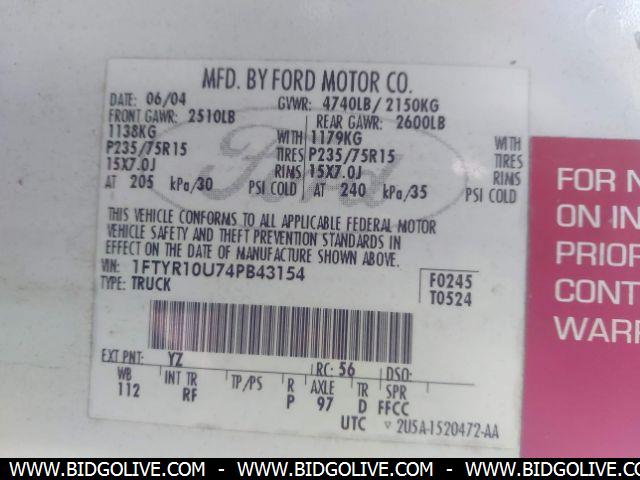 MFD. BY FORD MOTOR CO.
DATE: 06/04 GVWR: 4740LB/ 2150KG
FRONT GAWR: 2510LB REAR GAWR: 2600LB
1138KG WITH 1179KG WITH
P235/75R15 TIRES P235/75R15 TIRES
15X7.0J RIMS 15X7.0J RIMS
AT 205 kPa/30 PSI COLD AT 240 kPa/35 PSI COLD
THIS VEHICLE CONFORMS TO ALL APPLICABLE FEDERAL MOTOR
VEHICLE SAFETY AND THEFT PREVENTION STANDARDS IN
EFFECT ON THE DATE OF MANUFACTURE SHOWN ABOVE.
VIN: 1FTYR10U74PB43154
TYPE: TRUCK
F0245
T0524
Ford
EXT PNT: YZ RC: 56 DSO:
WB INT TR TP/PS R AXLE TR SPR
112 RF P 97 D FFCC
UTC ▽ 2U5A-1520472-AA
FOR N
ON IN
PRIOR
CONT
WARR
WWW.BIDGOLIVE.COM - WWW.BIDGOLIVE.COM - WWW.BIDGOLIVE.COM